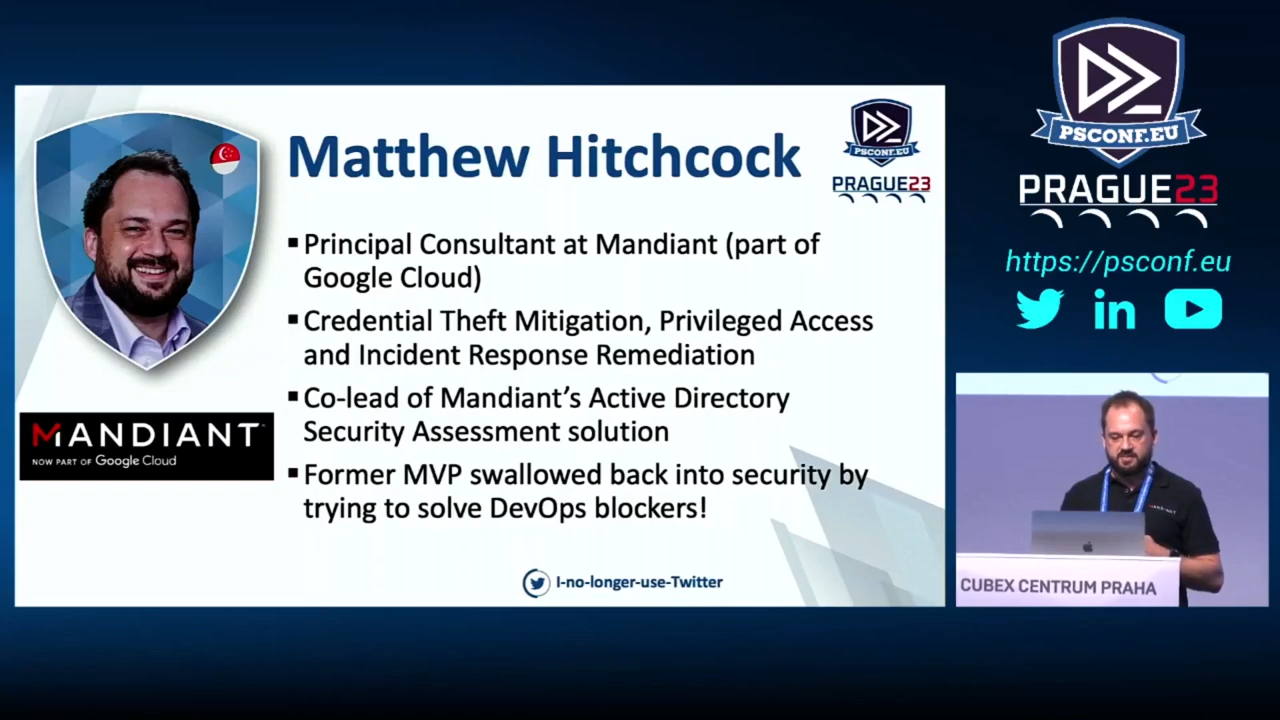 Matthew Hitchcock
PSCONF.EU
PRAGUE23
▪ Principal Consultant at Mandiant (part of
Google Cloud)
▪ Credential Theft Mitigation, Privileged Access
and Incident Response Remediation
▪ Co-lead of Mandiant's Active Directory
Security Assessment solution
▪ Former MVP swallowed back into security by
trying to solve DevOps blockers!
MANDIANT
NOW PART OF Google Cloud
I-no-longer-use-Twitter
PSCONF.EU
PRAGUE23
https://psconf.eu
in
MANDIANT
CUBEX CENTRUM PRAHA